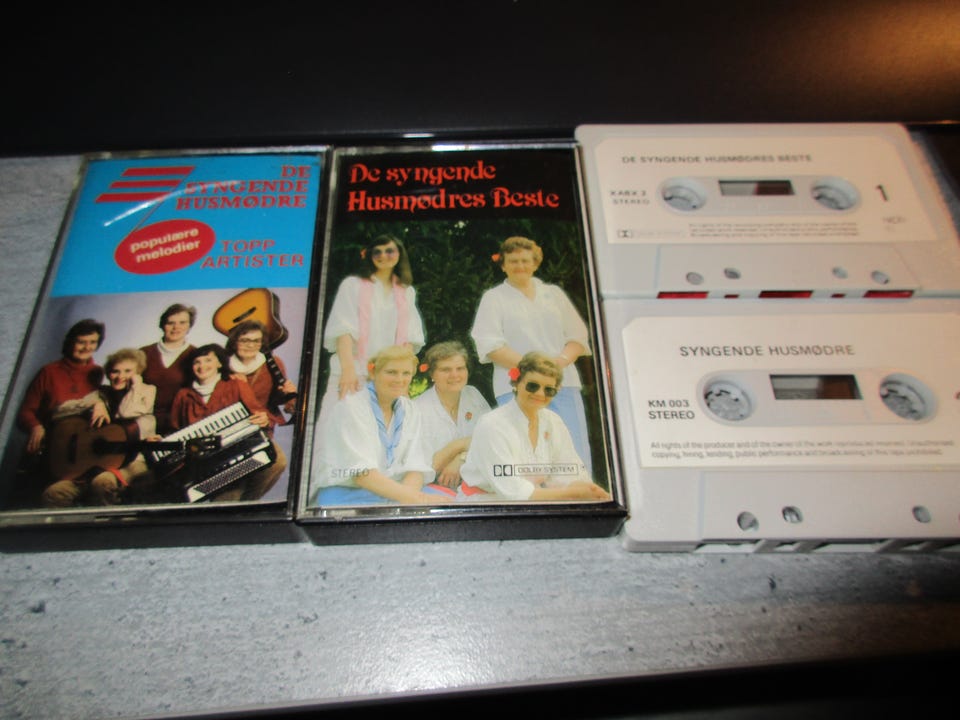 DE
SYNGENDE
HUSMØDRE
populære
melodier
TOPP
ARTISTER
De syngende
Husmødres Beste
STEREO
DOLBY SYSTEM
DE SYNGENDE HUSMØDRES BESTE
XABX 2
STEREO
1
SYNGENDE HUSMØDRE
KM 003
STEREO
All rights of the producer and of the owner of the work reproduced reserved. Unauthorised
copying, hiring, lending, public performance and broadcasting of this tape prohibited.